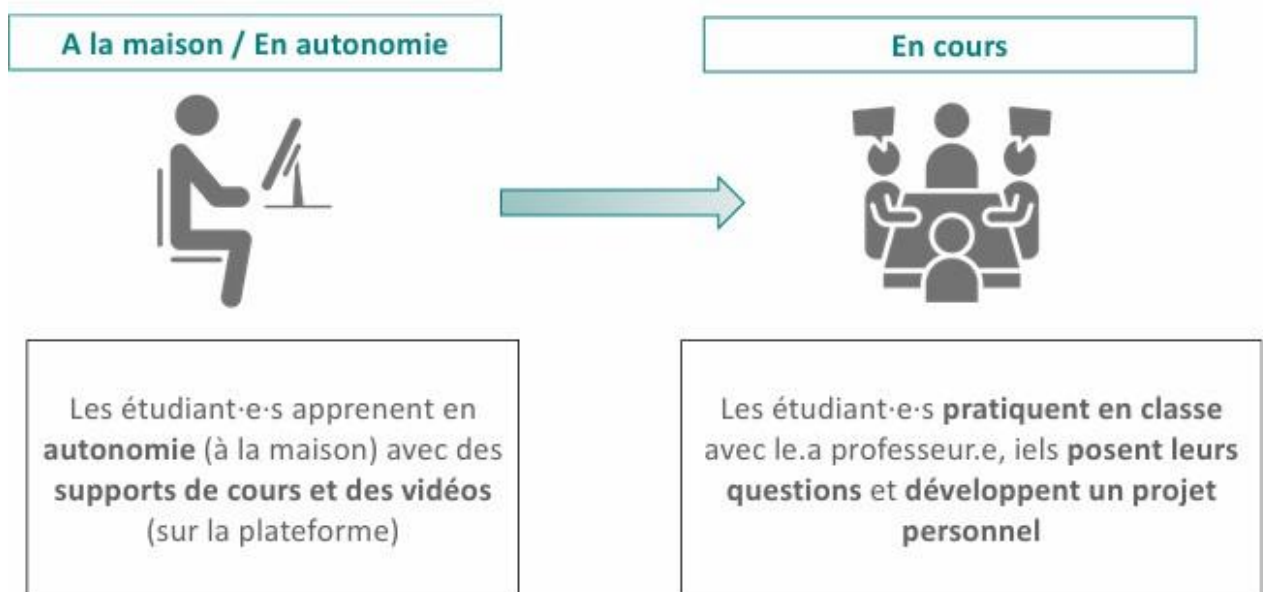 A la maison / En autonomie
En cours
Les étudiant·e·s apprenent en
autonomie (à la maison) avec des
supports de cours et des vidéos
(sur la plateforme)
Les étudiant·e·s pratiquent en classe
avec le.a professeur.e, iels posent leurs
questions et développent un projet
personnel